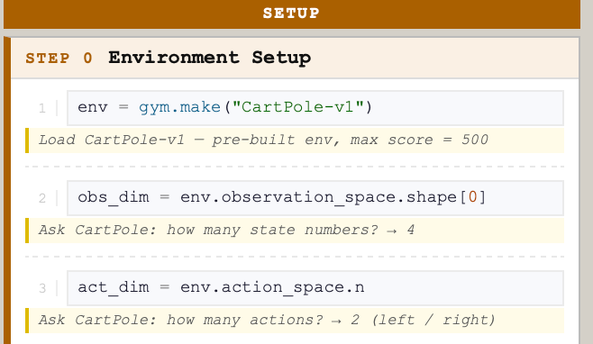 SETUP
STEP 0 Environment Setup
1 env = gym.make("CartPole-v1")
Load CartPole-v1 — pre-built env, max score = 500
2 obs_dim = env.observation_space.shape[0]
Ask CartPole: how many state numbers? → 4
3 act_dim = env.action_space.n
Ask CartPole: how many actions? → 2 (left / right)